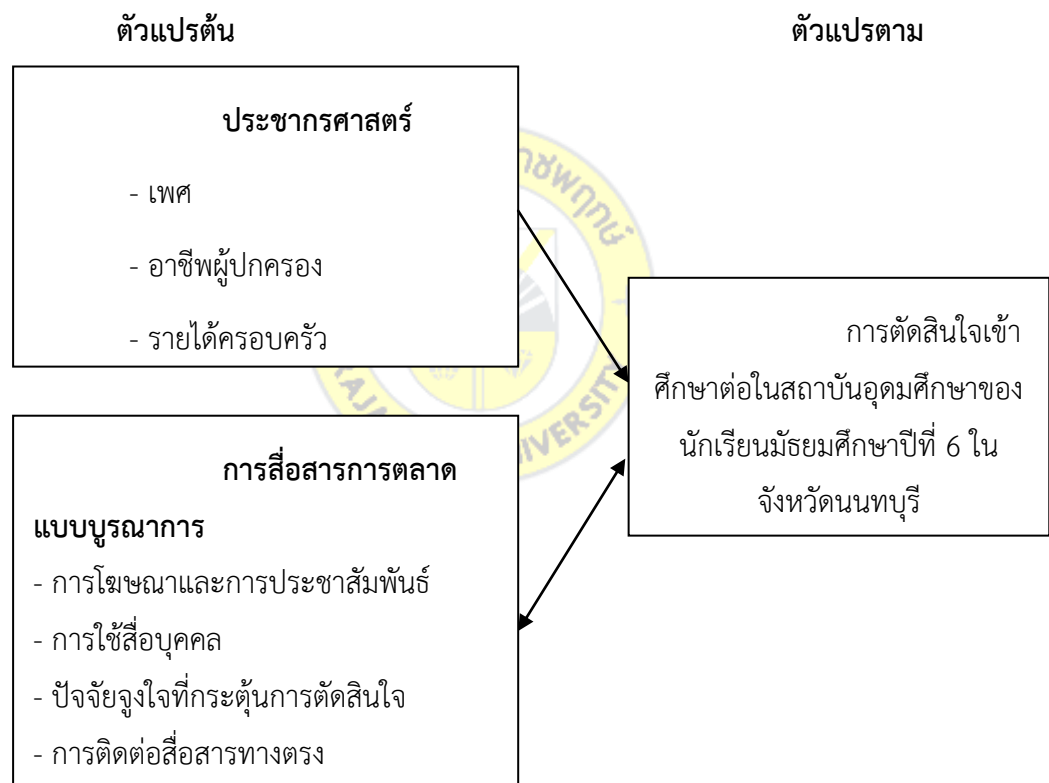 ตัวแปรต้น
ตัวแปรตาม
ประชากรศาสตร์
- เพศ
- อาชีพผู้ปกครอง
- รายได้ครอบครัว
การสื่อสารการตลาด
แบบบูรณาการ
- การโฆษณาและการประชาสัมพันธ์
- การใช้สื่อบุคคล
- ปัจจัยจูงใจที่กระตุ้นการตัดสินใจ
- การติดต่อสื่อสารทางตรง
การตัดสินใจเข้า
ศึกษาต่อในสถาบันอุดมศึกษาของ
นักเรียนมัธยมศึกษาปีที่ 6 ใน
จังหวัดนนทบุรี